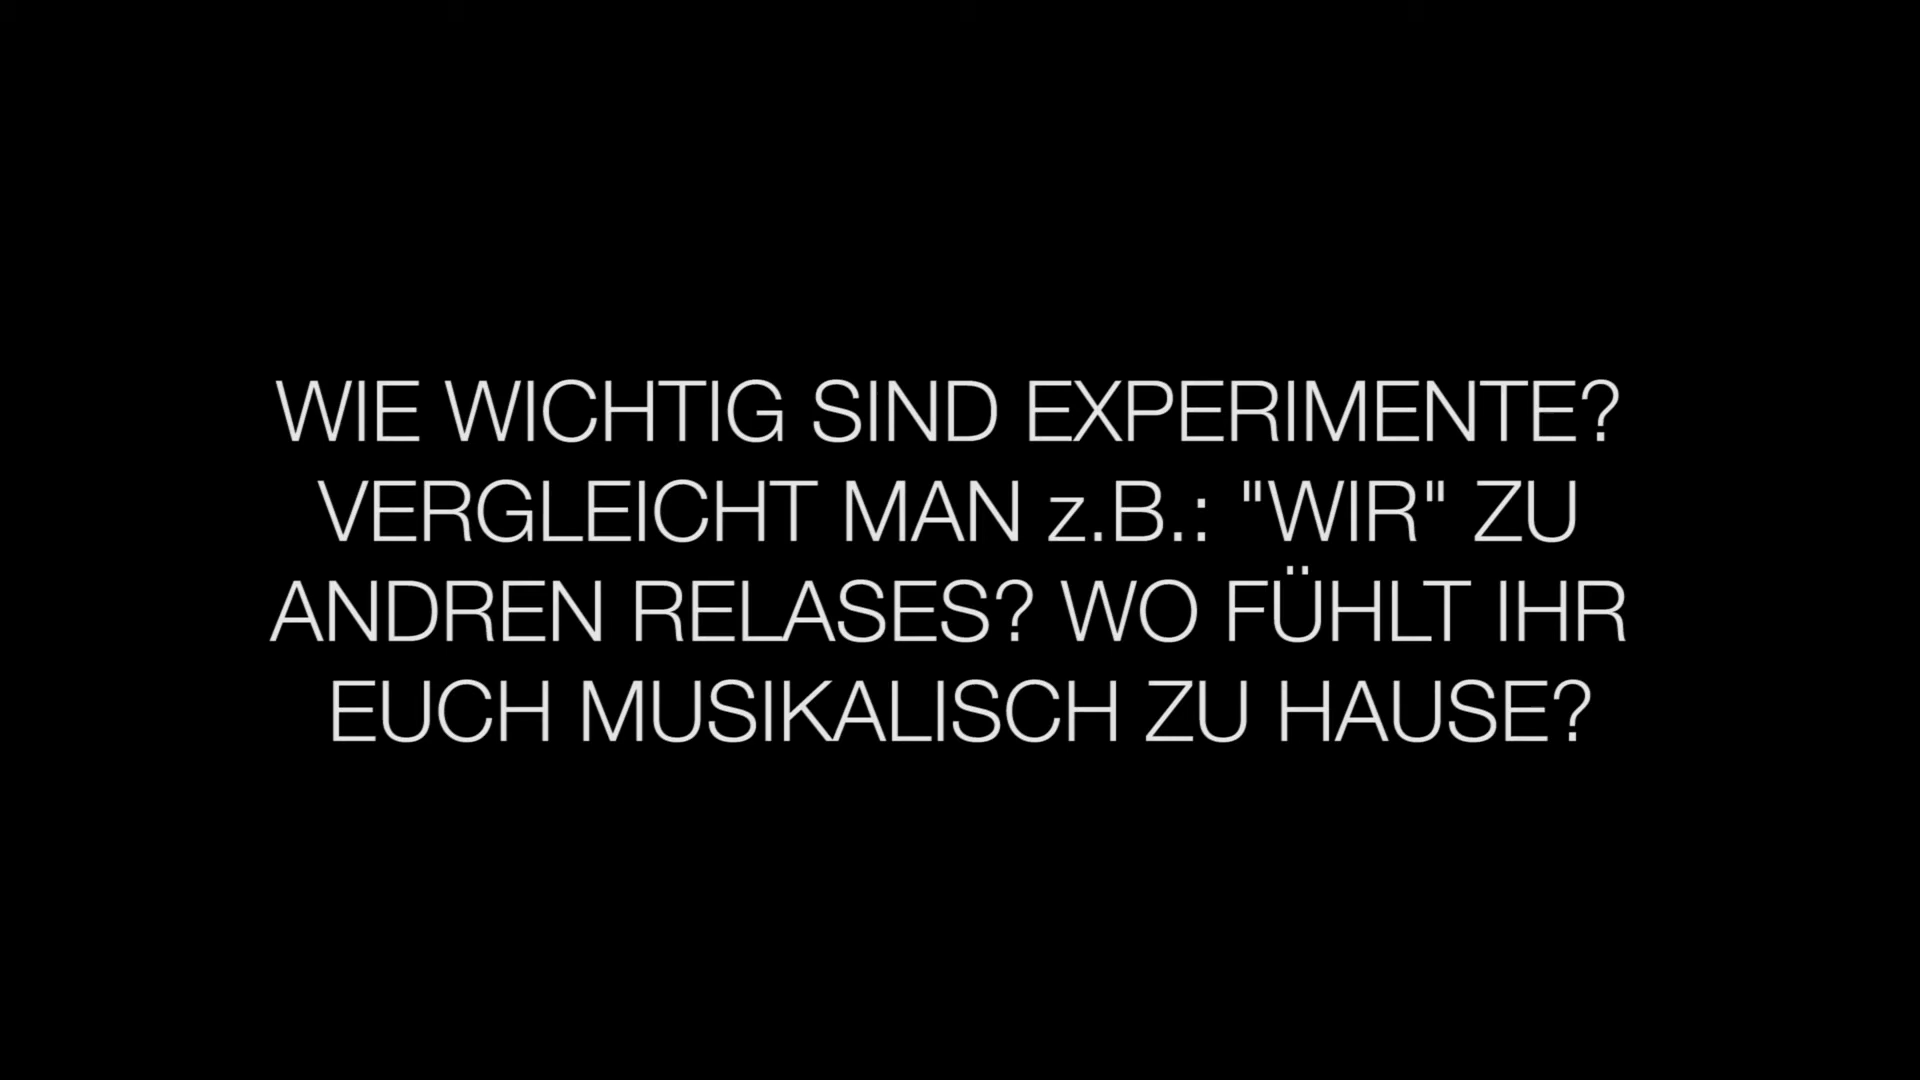 WIE WICHTIG SIND EXPERIMENTE?
VERGLEICHT MAN z.B.: "WIR" ZU
ANDREN RELASES? WO FÜHLT IHR
EUCH MUSIKALISCH ZU HAUSE?